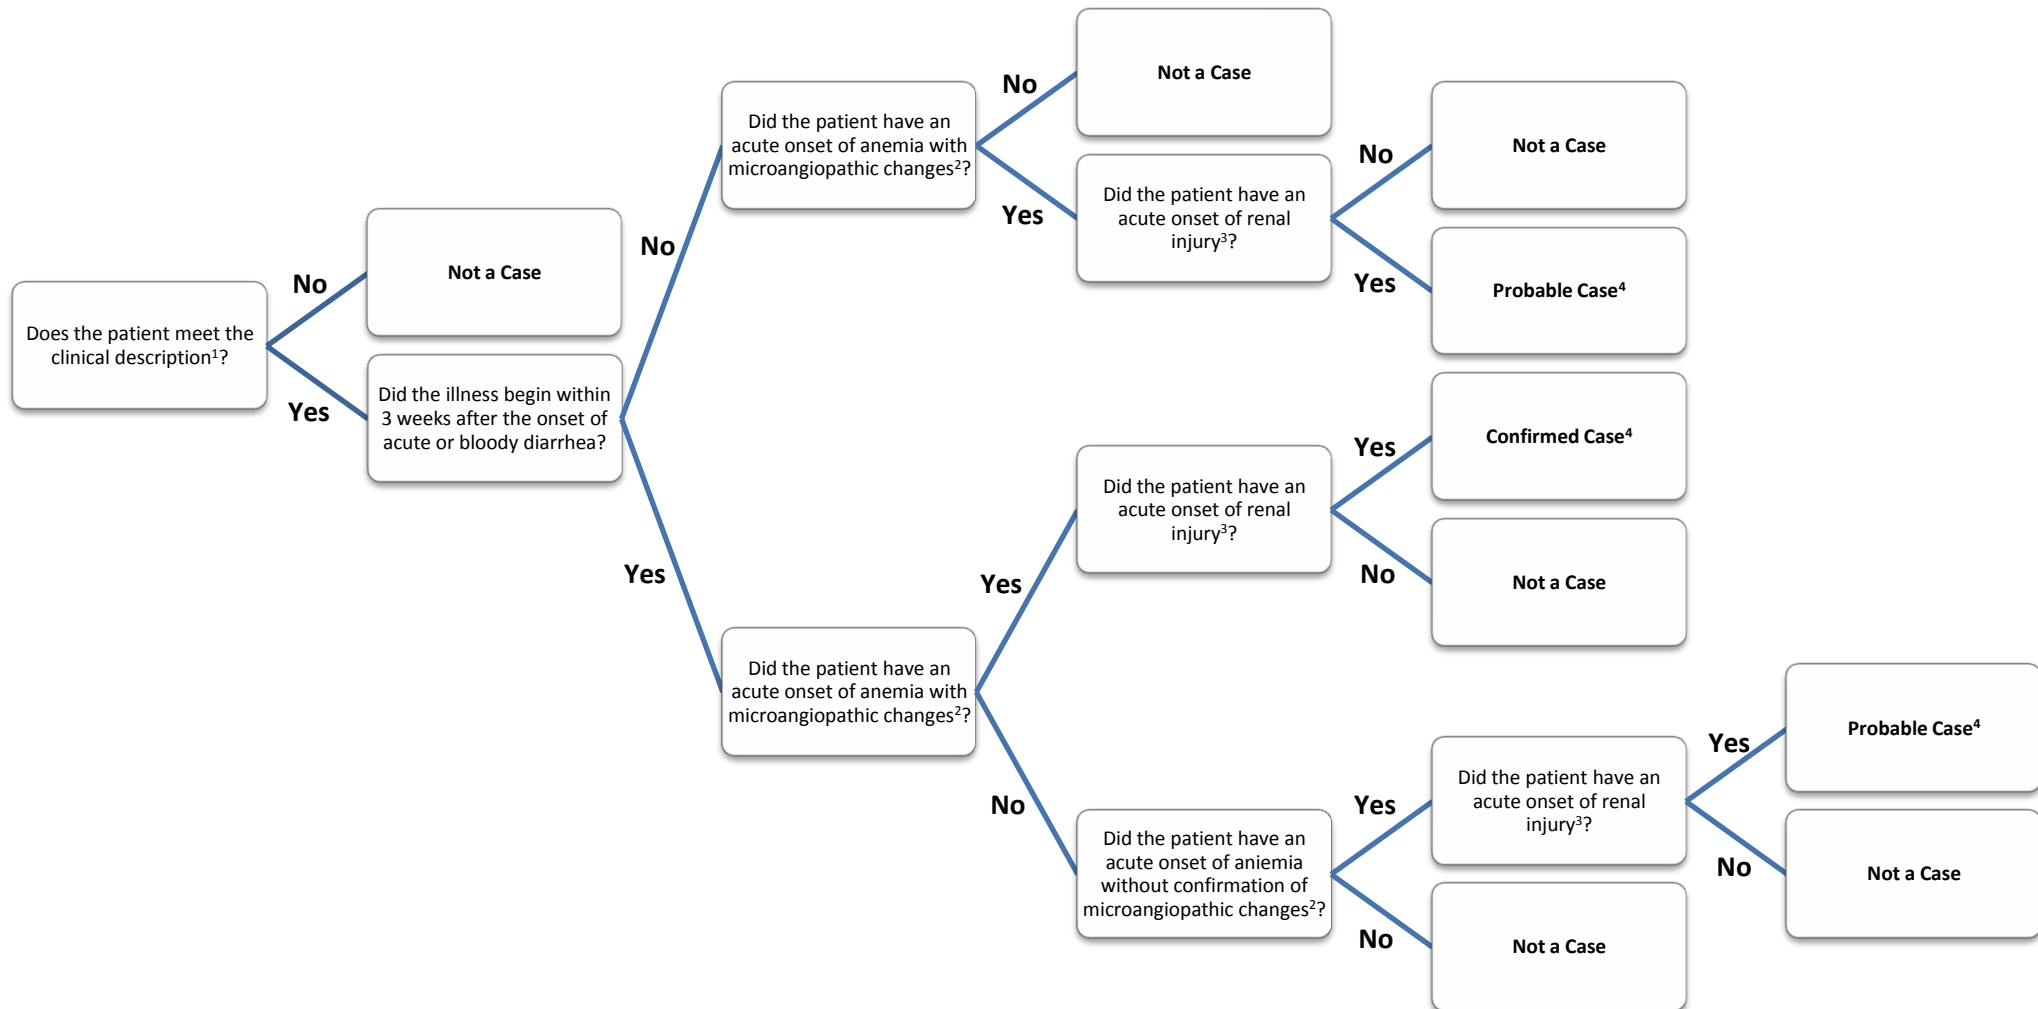 Does the patient meet the
clinical description¹?
No
Yes
Not a Case
Did the illness begin within
3 weeks after the onset of
acute or bloody diarrhea?
No
Yes
Did the patient have an
acute onset of anemia with
microangiopathic changes²?
No
Yes
Not a Case
Did the patient have an
acute onset of renal
injury³?
No
Yes
Not a Case
Probable Case⁴
Did the patient have an
acute onset of anemia with
microangiopathic changes²?
Yes
No
Did the patient have an
acute onset of renal
injury³?
Yes
No
Confirmed Case⁴
Not a Case
Did the patient have an
acute onset of aniemia
without confirmation of
microangiopathic changes²?
Yes
No
Did the patient have an
acute onset of renal
injury³?
Yes
No
Probable Case⁴
Not a Case
Not a Case